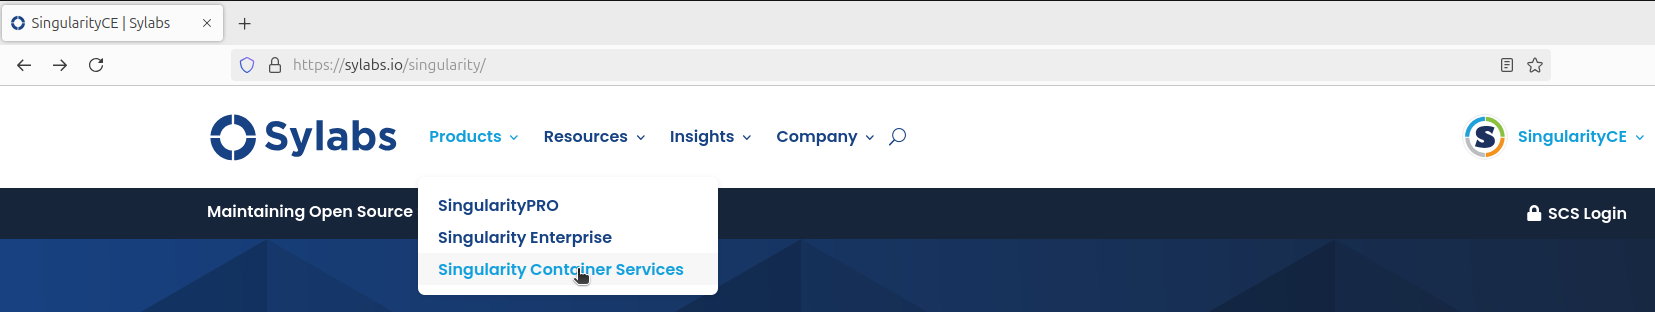 SingularityCE | Sylabs
https://sylabs.io/singularity/
Sylabs Products Resources Insights Company SingularityCE
Maintaining Open Source SCS Login
SingularityPRO
Singularity Enterprise
Singularity Container Services